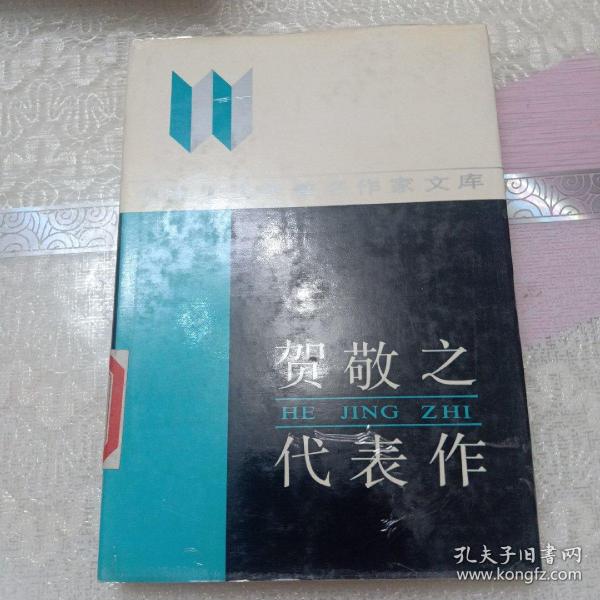 作家文库
贺敬之
HE JING ZHI
代表作
孔夫子旧书网
www.kongfz.com